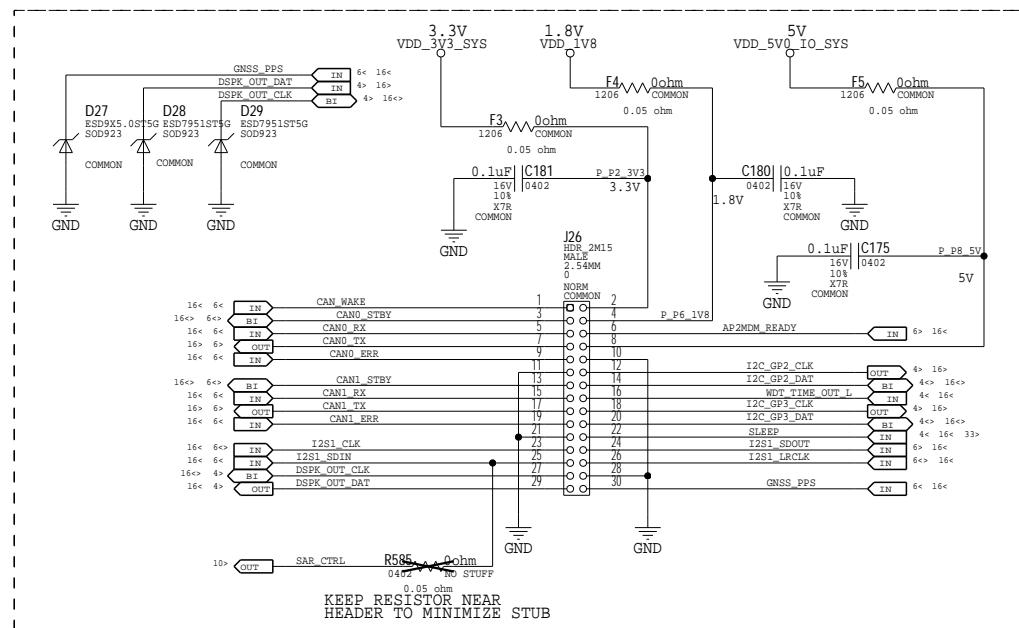 3.3V 1.8V 5V
VDD_3V3_SYS VDD_1V8 VDD_5V0_IO_SYS
GNSS_PPS IN 6< 16<
DSPK_OUT_DAT IN 4> 16>
DSPK_OUT_CLK BI 4> 16<>
F4 0ohm
1206 COMMON
0.05 ohm
F5 0ohm
1206 COMMON
0.05 ohm
D27
ESD9X5.0ST5G
SOD923
COMMON
GND
D28
ESD7951ST5G
SOD923
COMMON
GND
D29
ESD7951ST5G
SOD923
COMMON
GND
F3 0ohm
1206 COMMON
0.05 ohm
0.1uF C181 P_P2_3V3
16V 0402 3.3V
10%
X7R
COMMON
GND
C180 0.1uF
0402 16V
1.8V 10%
X7R
COMMON
GND
0.1uF C175 P_P8_5V
16V 0402
10% 5V
X7R
COMMON
GND
J26
HDR_2M15
MALE
2.54MM
0
NORM
COMMON
16< 6< IN CAN_WAKE 1 2
16<> 6<> BI CAN0_STBY 3 4 P_P6_1V8
16< 6< IN CAN0_RX 5 6 AP2MDM_READY IN 6> 16<
16> 6> OUT CAN0_TX 7 8
16< 6< IN CAN0_ERR 9 10
11 12 I2C_GP2_CLK OUT 4> 16>
16<> 6<> BI CAN1_STBY 13 14 I2C_GP2_DAT BI 4<> 16<>
16< 6< IN CAN1_RX 15 16 WDT_TIME_OUT_L IN 4< 16<
16> 6> OUT CAN1_TX 17 18 I2C_GP3_CLK OUT 4> 16>
16< 6< IN CAN1_ERR 19 20 I2C_GP3_DAT BI 4<> 16<>
21 22 SLEEP IN 4< 16< 33>
16< 6<> IN I2S1_CLK 23 24 I2S1_SDOUT IN 6> 16<
16< 6< IN I2S1_SDIN 25 26 I2S1_LRCLK IN 6<> 16<
16<> 4> BI DSPK_OUT_CLK 27 28
16< 4> OUT DSPK_OUT_DAT 29 30 GNSS_PPS IN 6< 16<
GND GND
10> OUT SAR_CTRL R585 0ohm
0402 NO STUFF
0.05 ohm
KEEP RESISTOR NEAR
HEADER TO MINIMIZE STUB